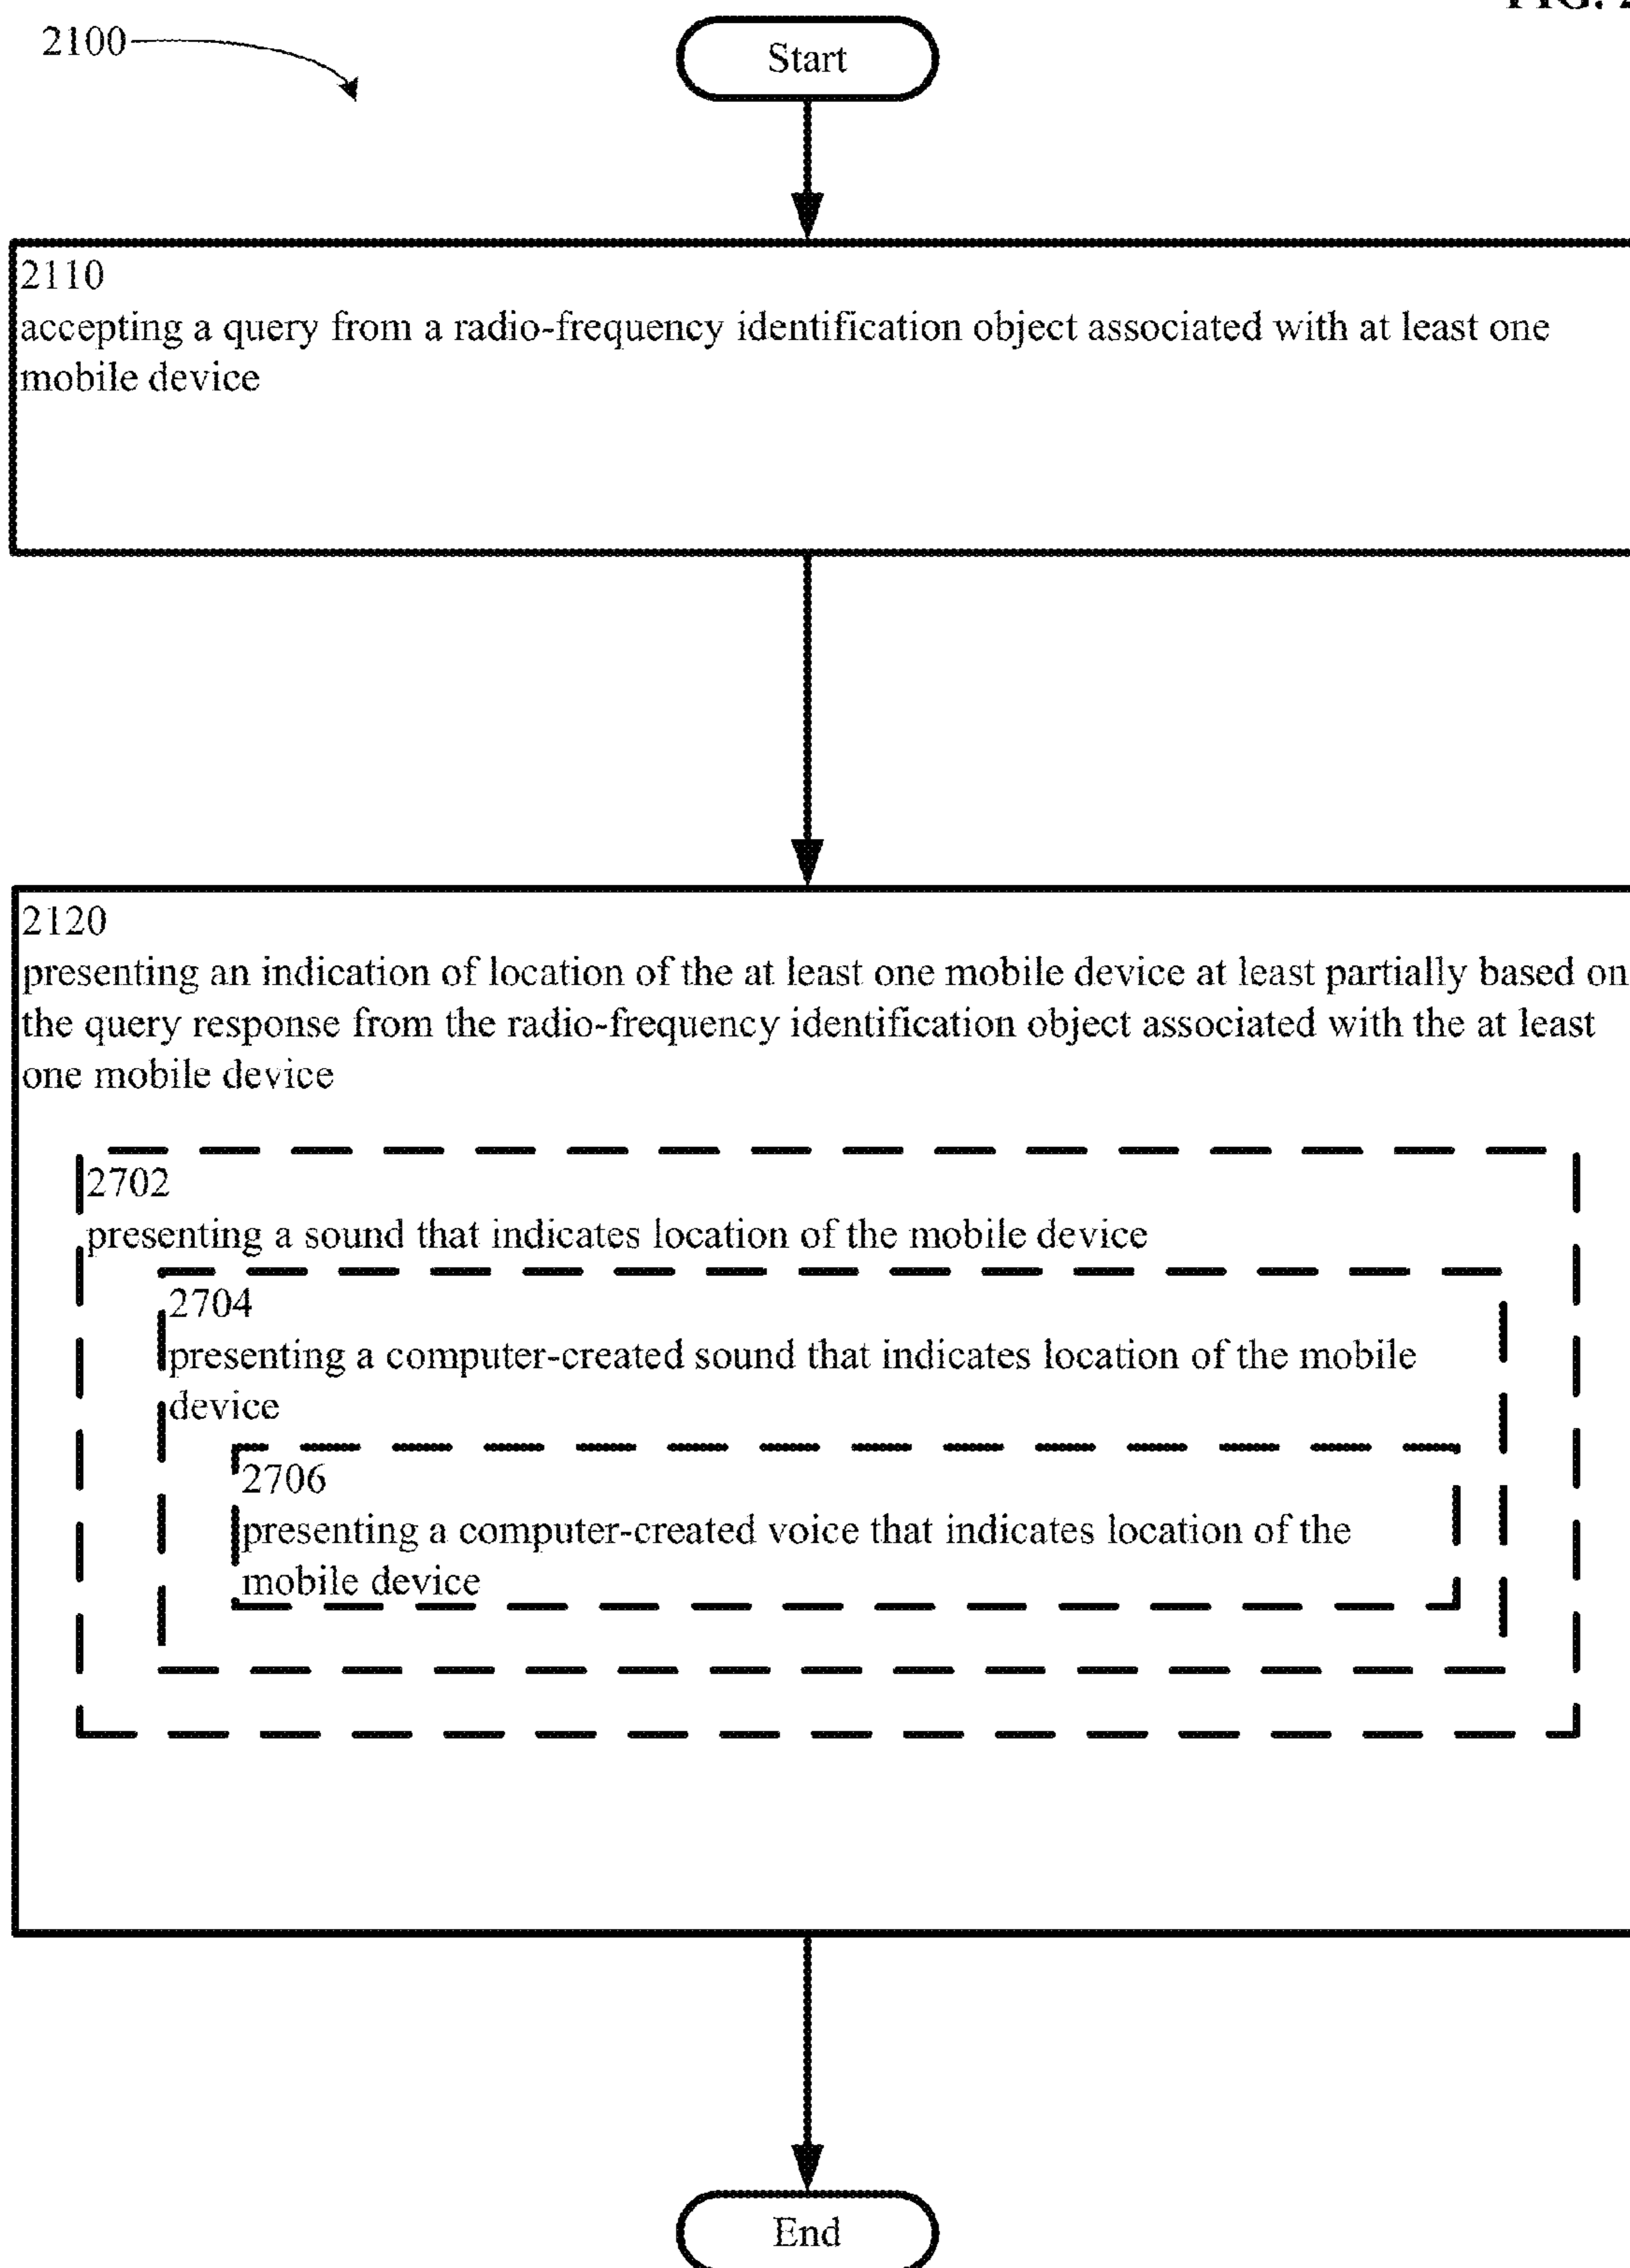 2100
Start
2110
accepting a query from a radio-frequency identification object associated with at least one
mobile device
2120
presenting an indication of location of the at least one mobile device at least partially based on
the query response from the radio-frequency identification object associated with the at least
one mobile device
2702
presenting a sound that indicates location of the mobile device
2704
presenting a computer-created sound that indicates location of the mobile
device
2706
presenting a computer-created voice that indicates location of the
mobile device
End